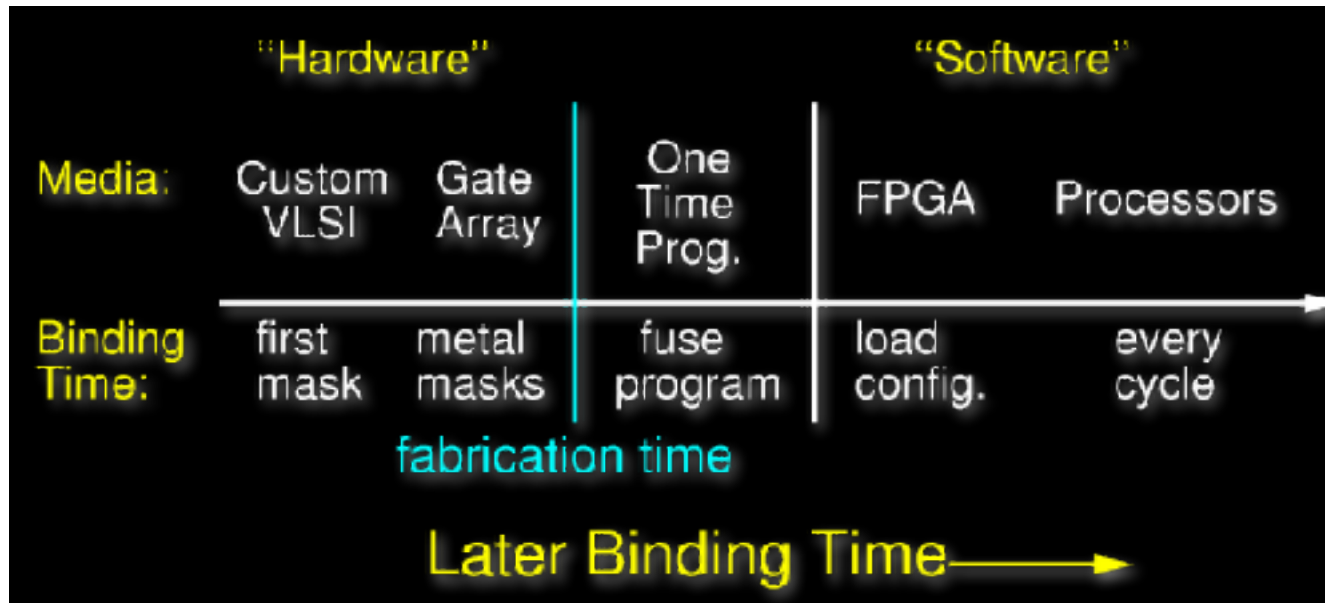 "Hardware" "Software"
Media: Custom VLSI Gate Array One Time Prog. FPGA Processors
Binding Time: first mask metal masks fuse program load config. every cycle
fabrication time
Later Binding Time